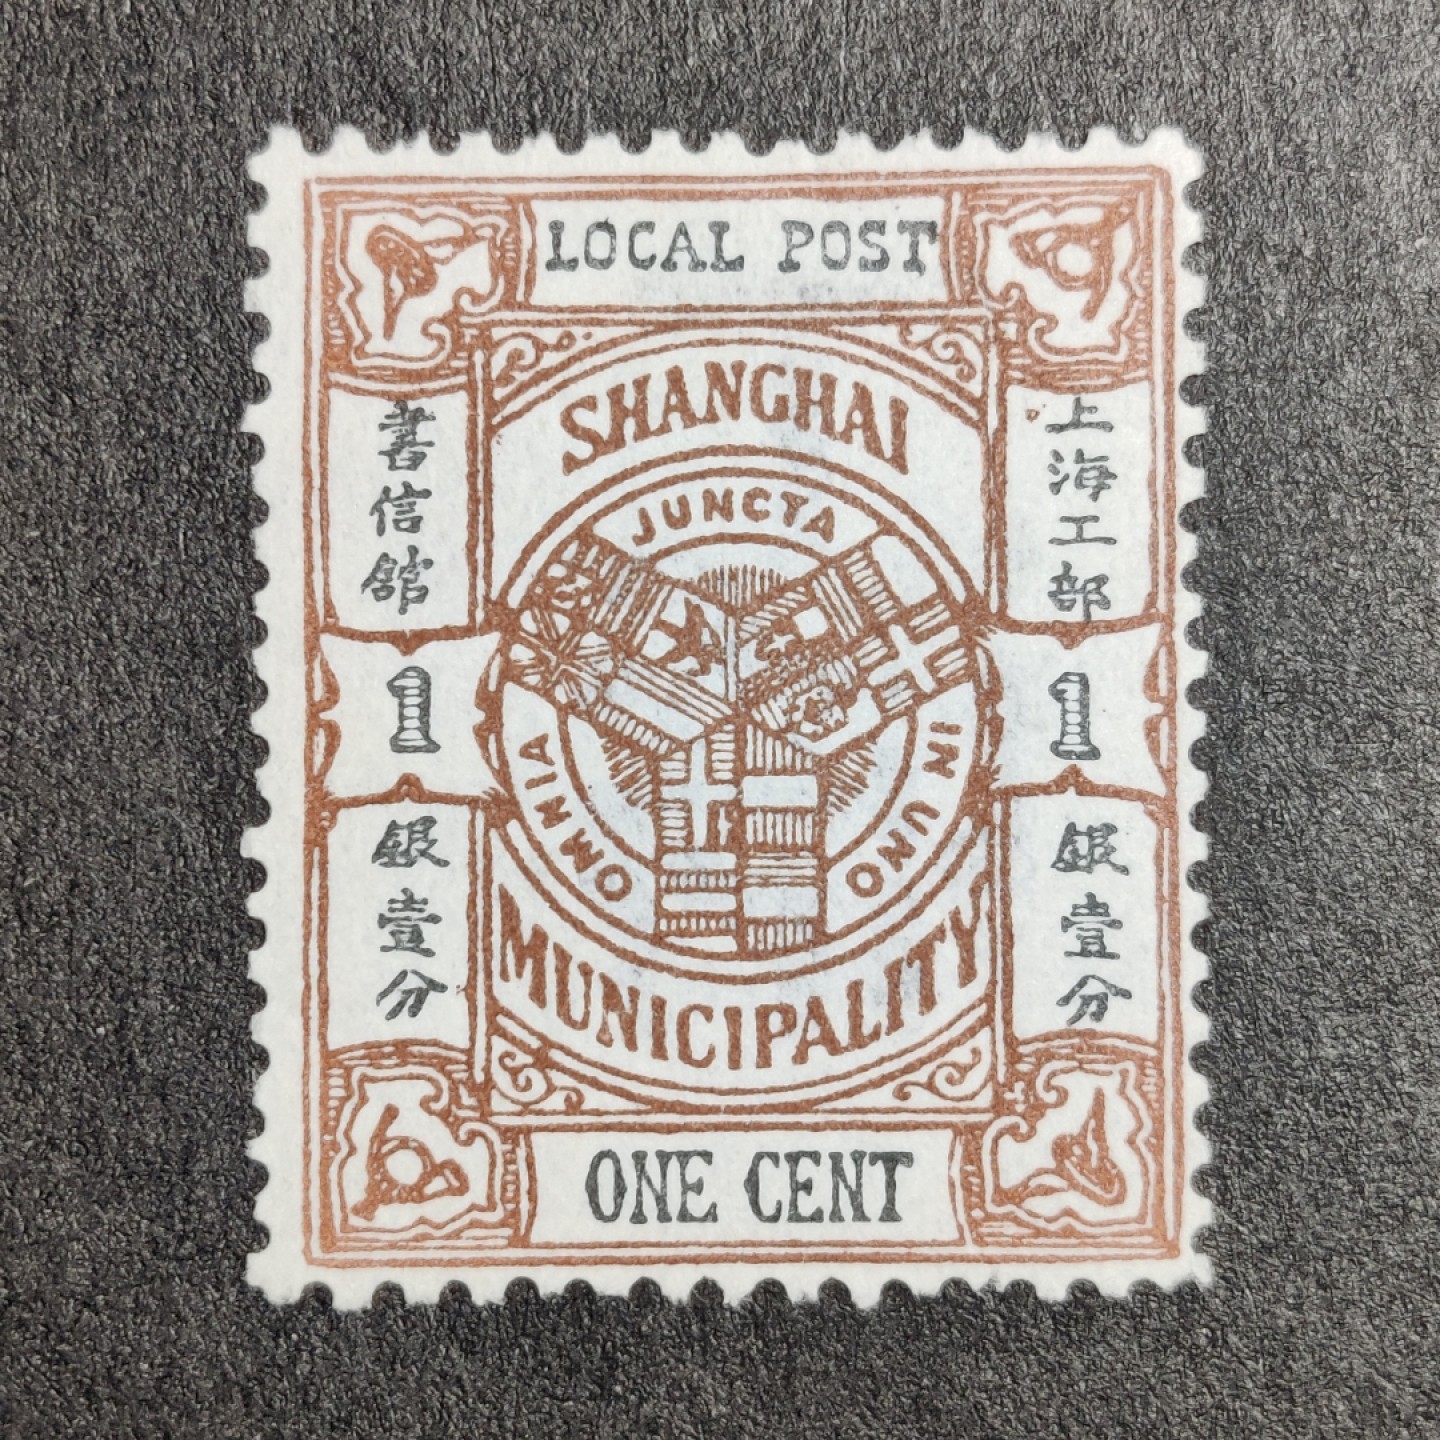 LOCAL POST
SHANGHAI
JUNCTA IN UNO OMNIA
上海工部
書信館
1
1
銀壹分
銀壹分
MUNICIPALITY
ONE CENT